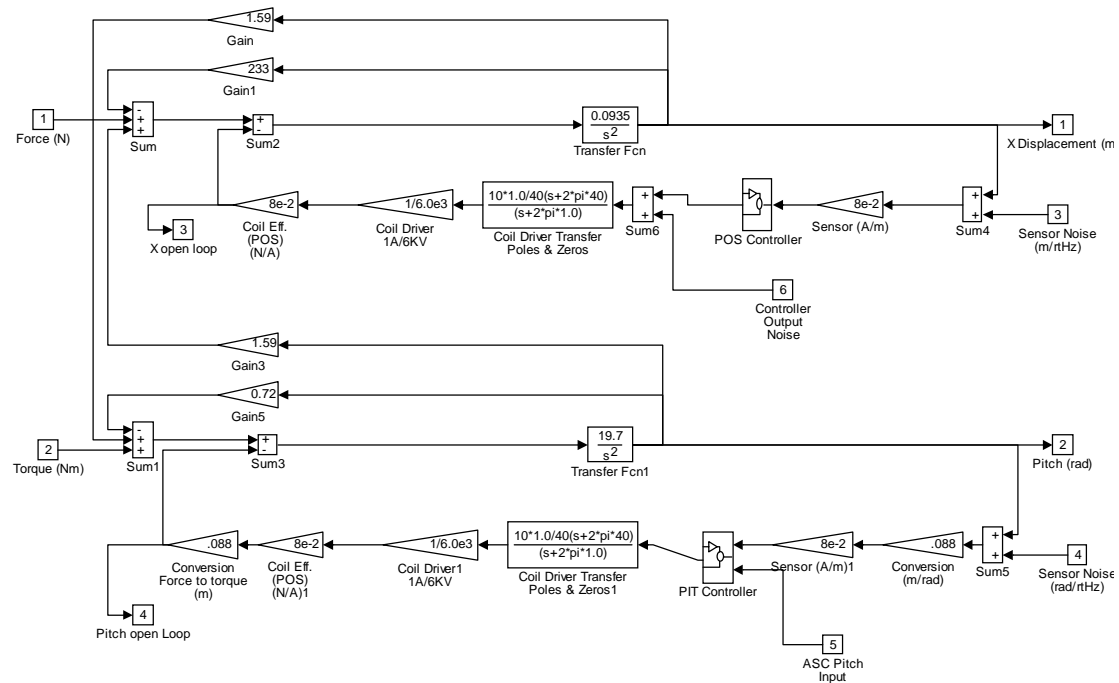 1.59
Gain
233
Gain1
1
Force (N)
-
+
+
Sum
+
-
Sum2
0.0935
s2
Transfer Fcn
1
X Displacement (m
8e-2
Coil Eff.
(POS)
(N/A)
3
X open loop
1/6.0e3
Coil Driver
1A/6KV
10*1.0/40(s+2*pi*40)
(s+2*pi*1.0)
Coil Driver Transfer
Poles & Zeros
+
+
Sum6
POS Controller
8e-2
Sensor (A/m)
+
+
Sum4
3
Sensor Noise
(m/rtHz)
6
Controller
Output
Noise
1.59
Gain3
0.72
Gain5
2
Torque (Nm)
-
+
+
Sum1
+
-
Sum3
19.7
s2
Transfer Fcn1
2
Pitch (rad)
.088
Conversion
Force to torque
(m)
8e-2
Coil Eff.
(POS)
(N/A)1
1/6.0e3
Coil Driver1
1A/6KV
10*1.0/40(s+2*pi*40)
(s+2*pi*1.0)
Coil Driver Transfer
Poles & Zeros1
PIT Controller
8e-2
Sensor (A/m)1
.088
Conversion
(m/rad)
+
+
Sum5
4
Sensor Noise
(rad/rtHz)
4
Pitch open Loop
5
ASC Pitch
Input